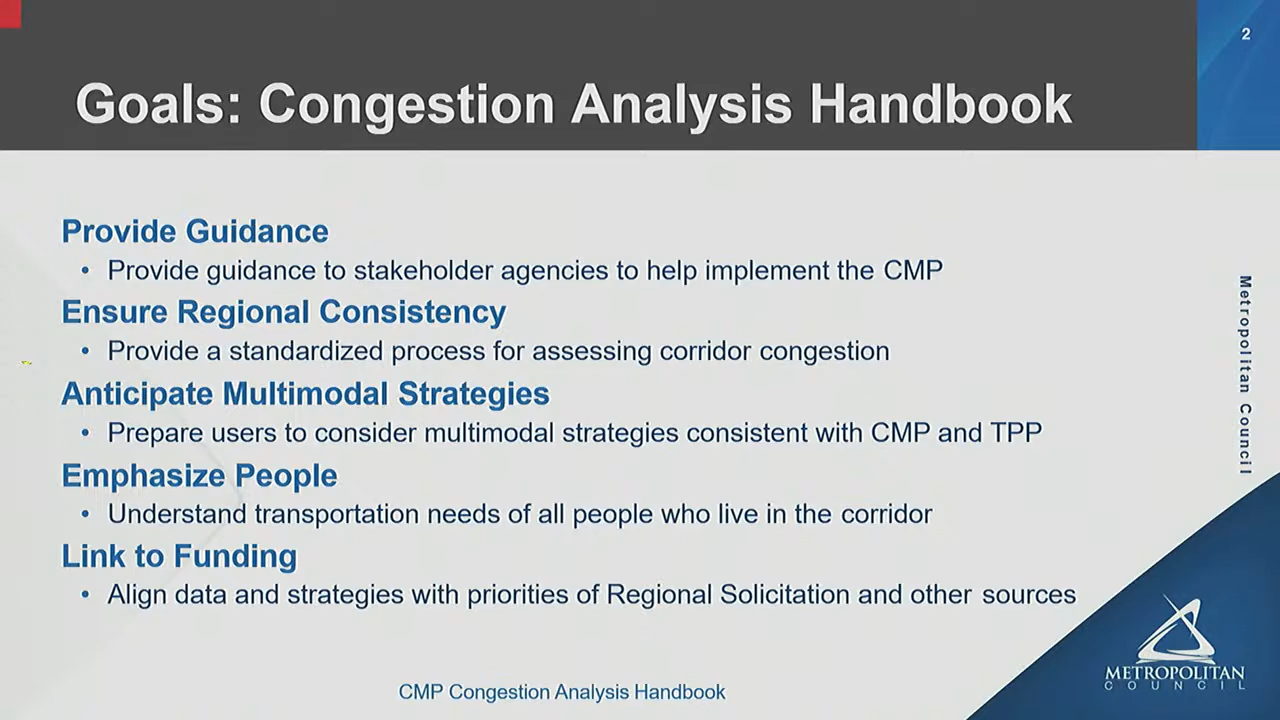 2
Goals: Congestion Analysis Handbook
Provide Guidance
• Provide guidance to stakeholder agencies to help implement the CMP
Ensure Regional Consistency
• Provide a standardized process for assessing corridor congestion
Anticipate Multimodal Strategies
• Prepare users to consider multimodal strategies consistent with CMP and TPP
Emphasize People
• Understand transportation needs of all people who live in the corridor
Link to Funding
• Align data and strategies with priorities of Regional Solicitation and other sources
Metropolitan Council
METROPOLITAN
COUNCIL
CMP Congestion Analysis Handbook